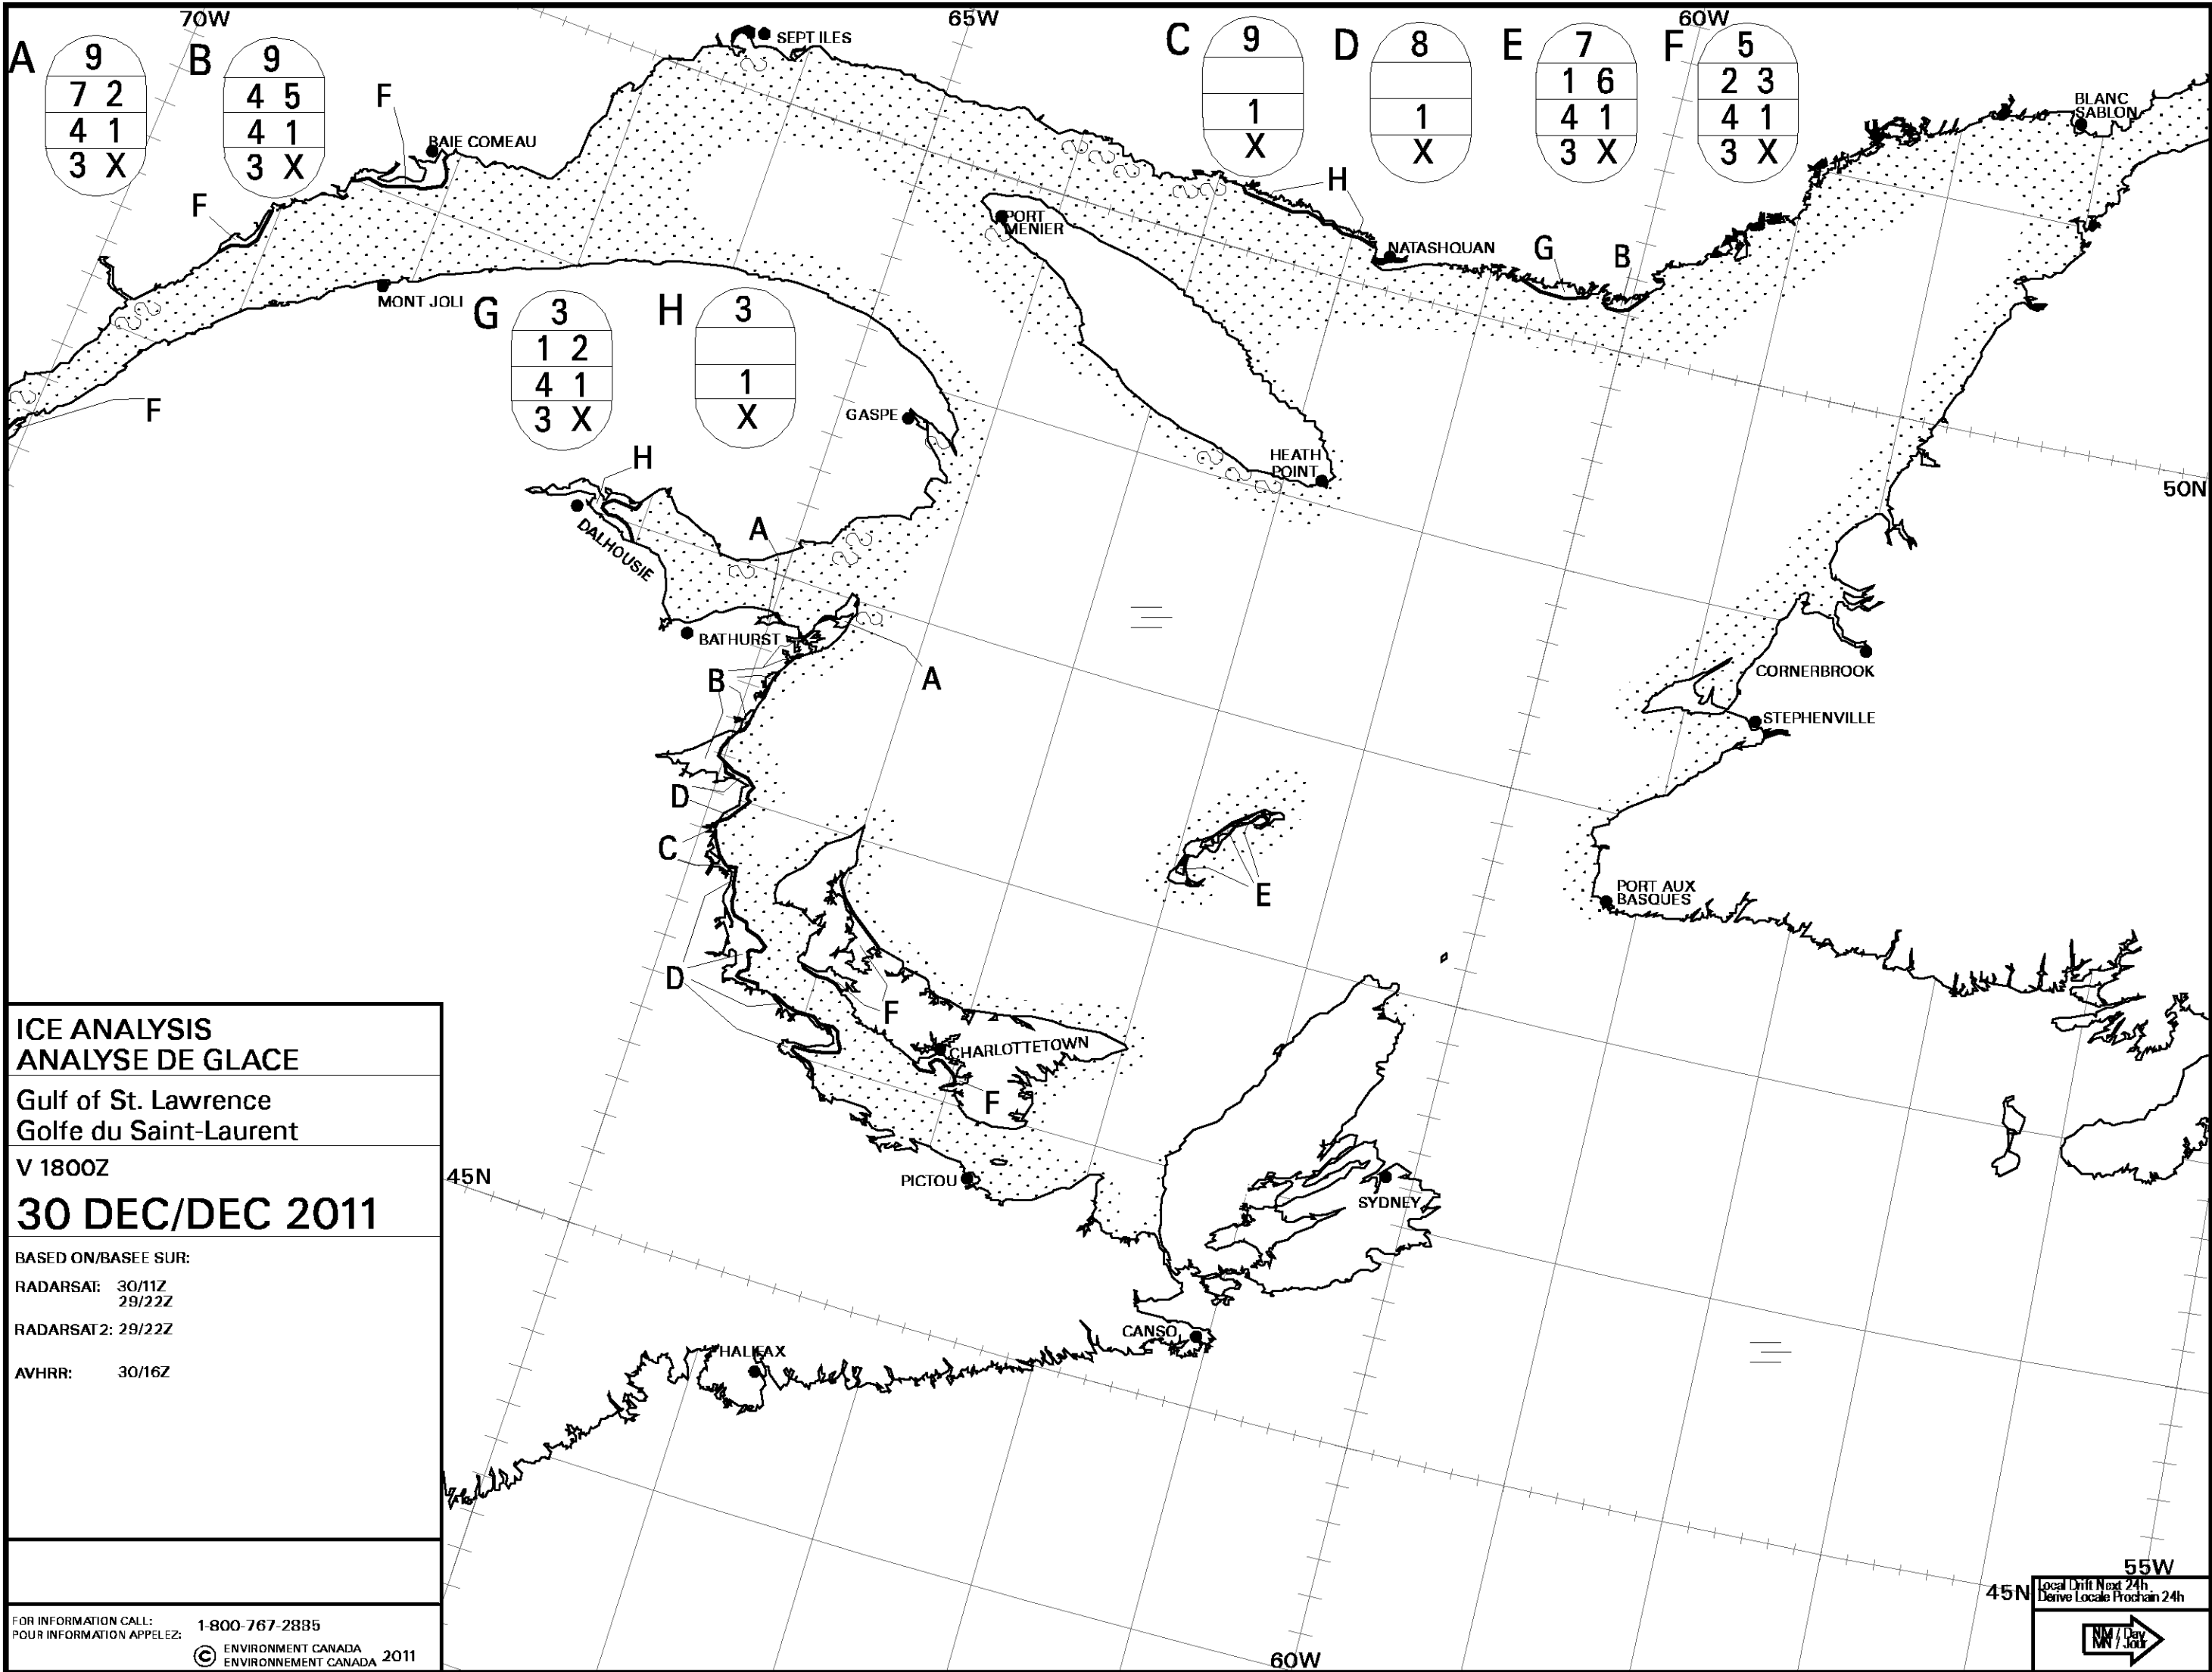 70W
65W
60W
A
9
7 2
4 1
3 X
B
9
4 5
4 1
3 X
F
SEPT ILES
C
9
1
X
D
8
1
X
E
7
1 6
4 1
3 X
F
5
2 3
4 1
3 X
BLANC
SABLON
BAIE COMEAU
F
H
PORT
MENIER
NATASHQUAN
G
B
MONT JOLI
G
3
1 2
4 1
3 X
H
3
1
X
F
GASPE
HEATH
POINT
H
50N
DALHOUSIE
A
BATHURST
B
A
CORNERBROOK
STEPHENVILLE
D
C
E
PORT AUX
BASQUES
D
F
CHARLOTTETOWN
F
PICTOU
45N
SYDNEY
CANSO
HALIFAX
ICE ANALYSIS
ANALYSE DE GLACE
Gulf of St. Lawrence
Golfe du Saint-Laurent
V 1800Z
30 DEC/DEC 2011
BASED ON/BASEE SUR:
RADARSAT: 30/11Z
29/22Z
RADARSAT2: 29/22Z
AVHRR: 30/16Z
FOR INFORMATION CALL: 1-800-767-2885
POUR INFORMATION APPELEZ:
© ENVIRONMENT CANADA 2011
ENVIRONNEMENT CANADA
55W
45N
Local Drift Next 24h
Derive Locale Prochain 24h
NM / Day
MN / Jour
60W